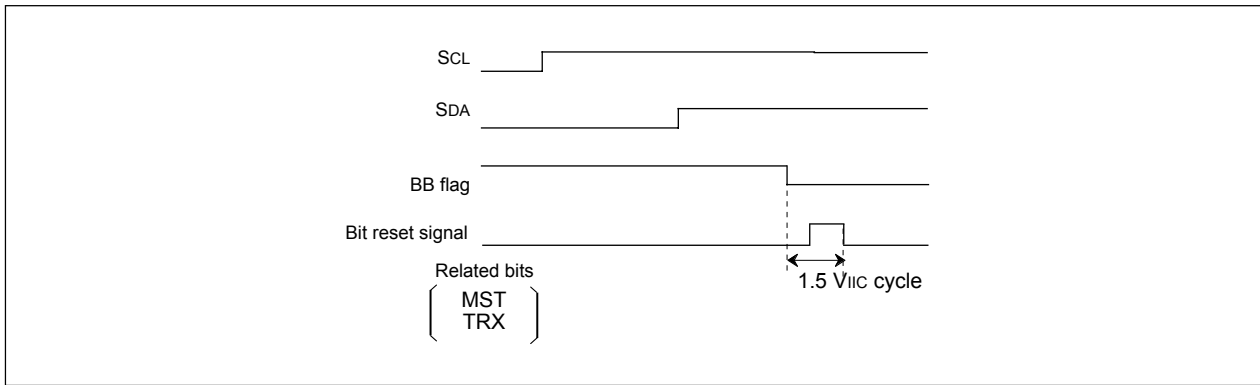 SCL
SDA
BB flag
Bit reset signal
Related bits
MST
TRX
1.5 VIIC cycle